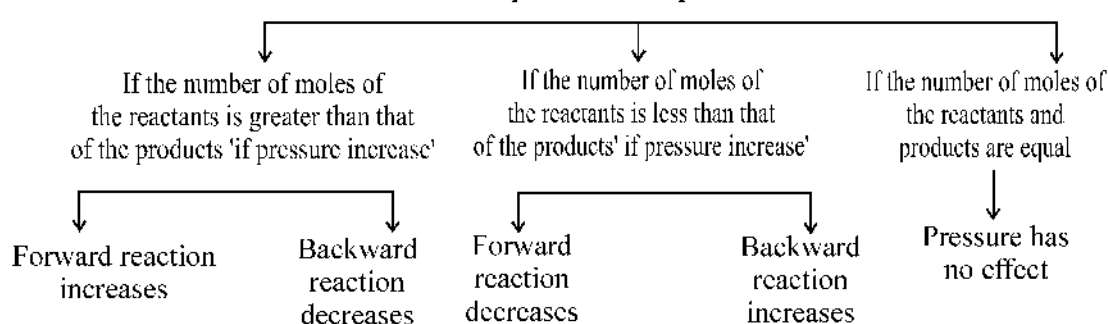 If the number of moles of
the reactants is greater than that
of the products 'if pressure increase'
If the number of moles of
the reactants is less than that
of the products' if pressure increase'
If the number of moles of
the reactants and
products are equal
Forward reaction
increases
Backward
reaction
decreases
Forward
reaction
decreases
Backward
reaction
increases
Pressure has
no effect